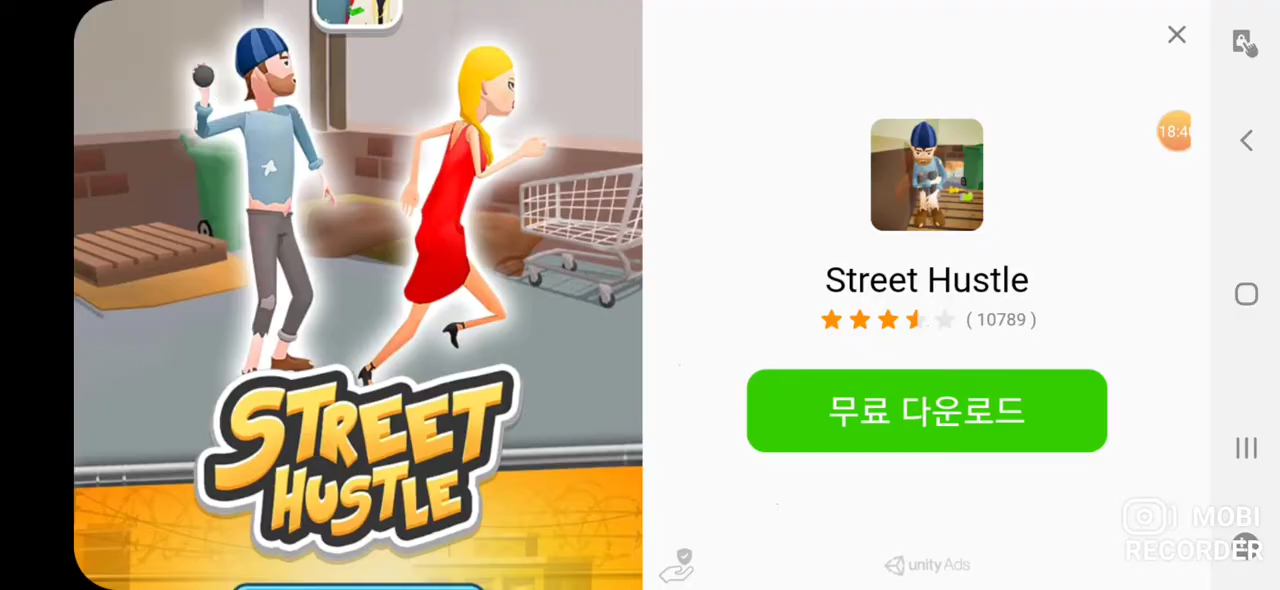 STREET
HUSTLE
18:40
Street Hustle
( 10789 )
무료 다운로드
unity Ads
MOBI
RECORDER